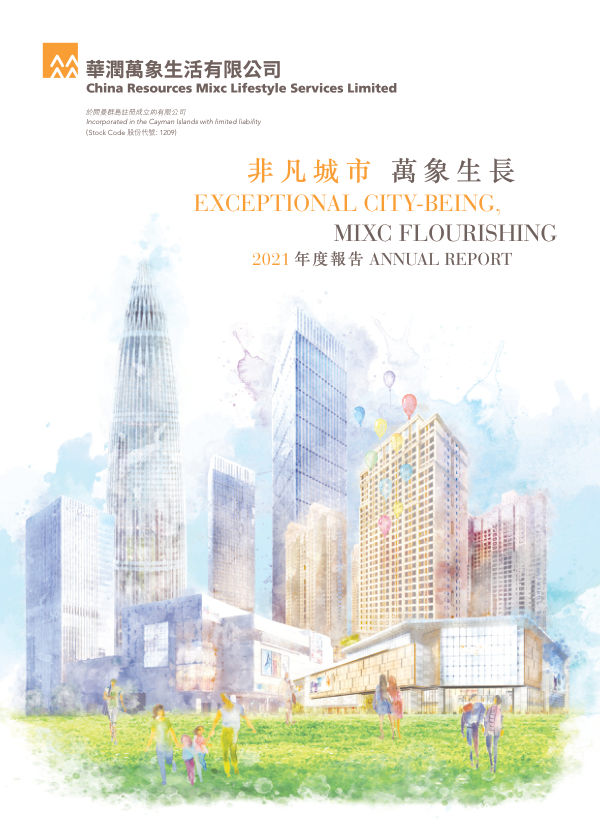 華潤萬象生活有限公司
China Resources Mixc Lifestyle Services Limited
於開曼群島註冊成立的有限公司
Incorporated in the Cayman Islands with limited liability
(Stock Code 股份代號: 1209)
非凡城市 萬象生長
EXCEPTIONAL CITY-BEING,
MIXC FLOURISHING
2021 年度報告 ANNUAL REPORT